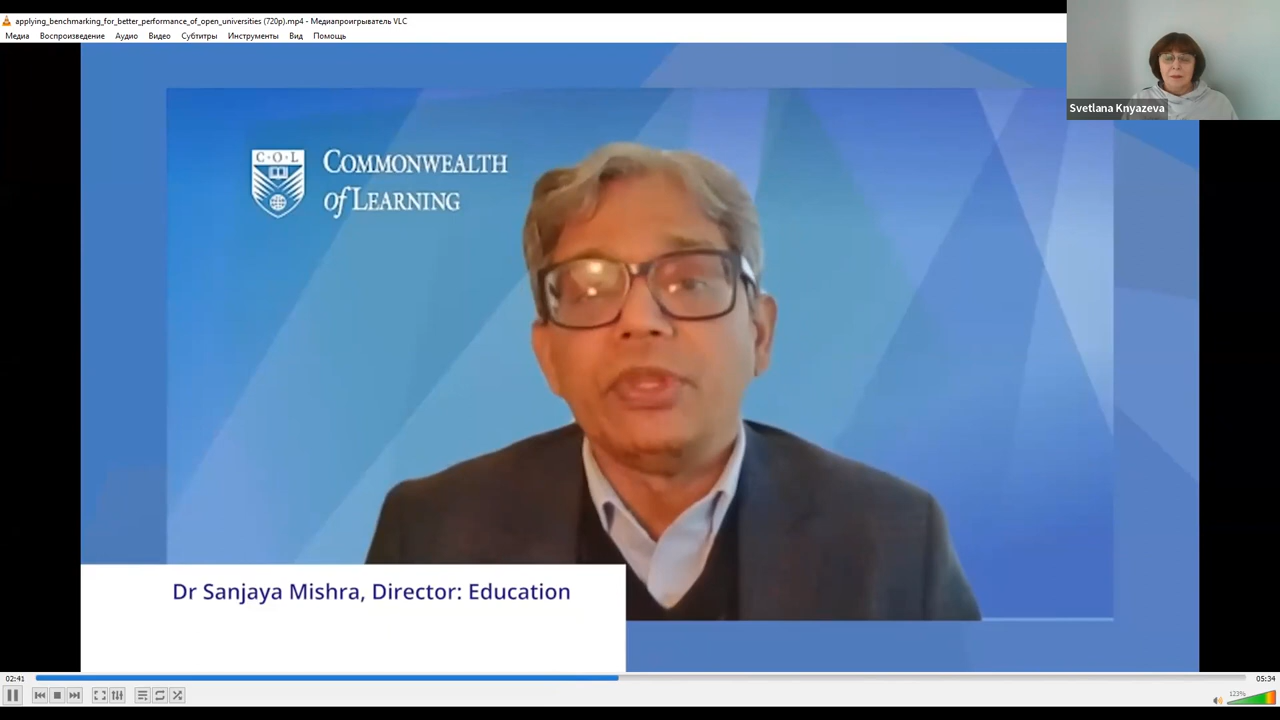 applying_benchmarking_for_better_performance_of_open_universities (720p).mp4 - Медиапроигрыватель VLC
Медиа Воспроизведение Аудио Видео Субтитры Инструменты Вид Помощь
Svetlana Knyazeva
C·O·L
COMMONWEALTH
of LEARNING
Dr Sanjaya Mishra, Director: Education
02:41
05:34
123%